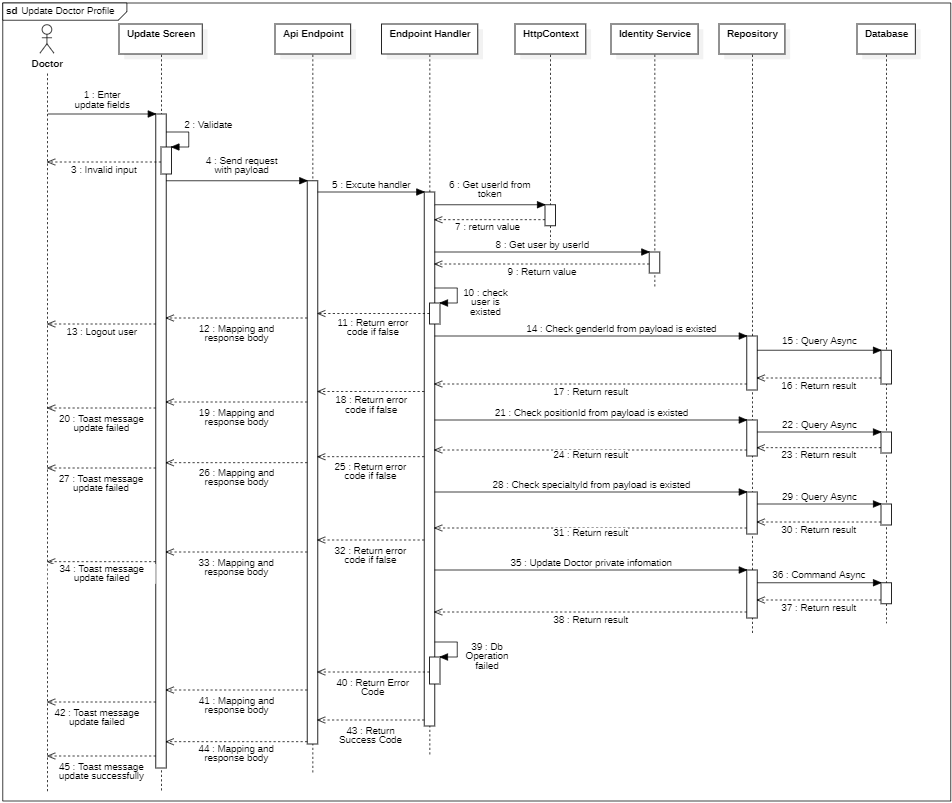 sd Update Doctor Profile
Doctor
Update Screen
Api Endpoint
Endpoint Handler
HttpContext
Identity Service
Repository
Database
1 : Enter
update fields
2 : Validate
3 : Invalid input
4 : Send request
with payload
5 : Excute handler
6 : Get userId from
token
7 : return value
8 : Get user by userId
9 : Return value
10 : check
user is
existed
11 : Return error
code if false
12 : Mapping and
response body
13 : Logout user
14 : Check genderId from payload is existed
15 : Query Async
16 : Return result
17 : Return result
18 : Return error
code if false
19 : Mapping and
response body
20 : Toast message
update failed
21 : Check positionId from payload is existed
22 : Query Async
23 : Return result
24 : Return result
25 : Return error
code if false
26 : Mapping and
response body
27 : Toast message
update failed
28 : Check specialtyId from payload is existed
29 : Query Async
30 : Return result
31 : Return result
32 : Return error
code if false
33 : Mapping and
response body
34 : Toast message
update failed
35 : Update Doctor private infomation
36 : Command Async
37 : Return result
38 : Return result
39 : Db
Operation
failed
40 : Return Error
Code
41 : Mapping and
response body
42 : Toast message
update failed
43 : Return
Success Code
44 : Mapping and
response body
45 : Toast message
update successfully